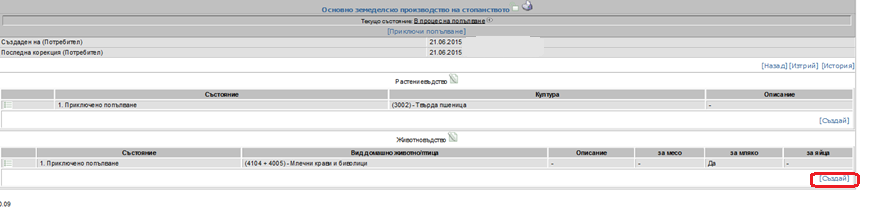 Основно земеделско производство на стопанството
Текущо състояние: В процес на попълване
[Приключи попълване]
Създаден на (Потребител) 21.06.2015
Последна корекция (Потребител) 21.06.2015
[Назад] [Изтрий] [История]
Растениевъдство
Състояние Култура Описание
1. Приключено попълване (3002) - Твърда пшеница -
[Създай]
Животновъдство
Състояние Вид домашно животно/птица Описание за месо за мляко за яйца
1. Приключено попълване (4104 + 4005) - Млечни крави и биволици - - Да -
[Създай]
0.09